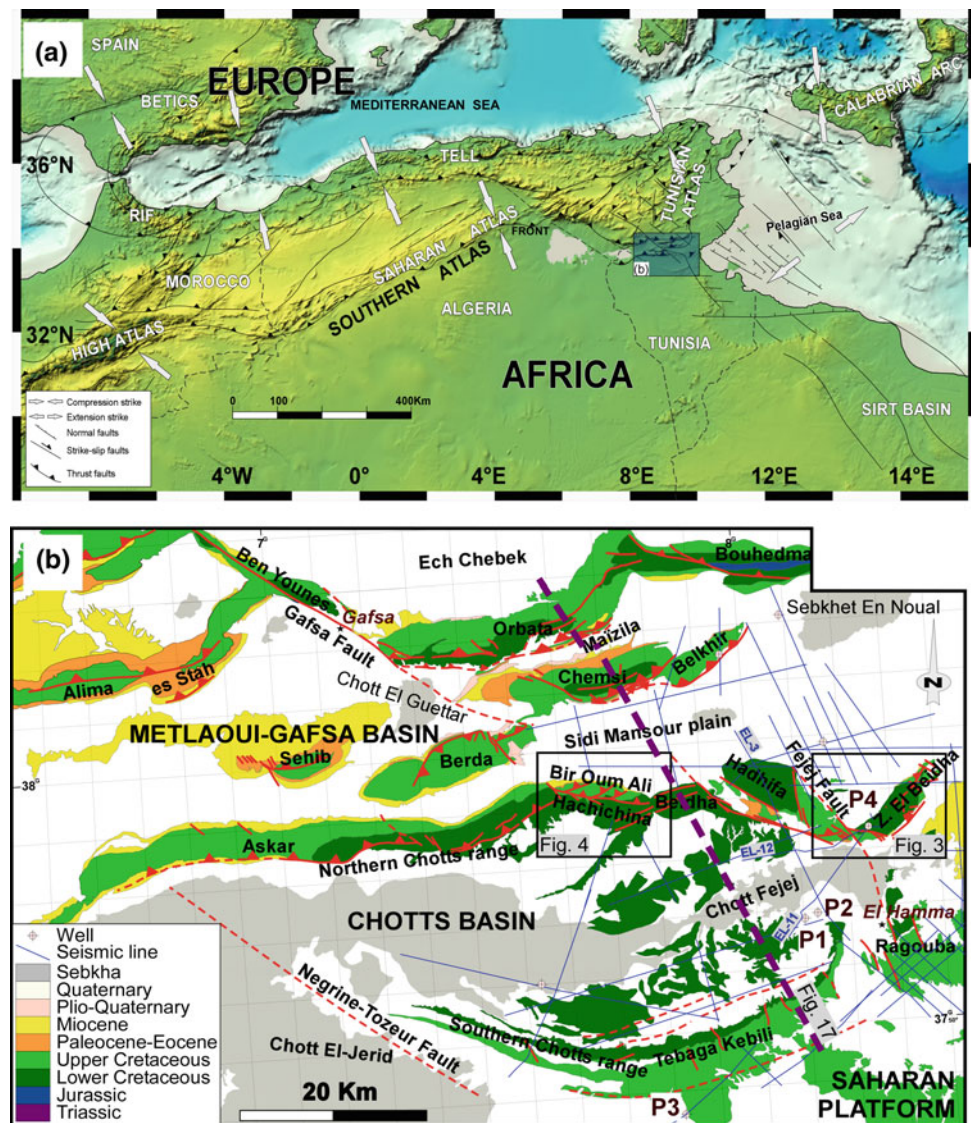 (a)
SPAIN
EUROPE
BETICS
MEDITERRANEAN SEA
CALABRIAN ARC
36°N
TELL
TUNISIAN
ATLAS
RIF
Pelagian Sea
FRONT
SAHARAN ATLAS
(b)
MOROCCO
SOUTHERN ATLAS
ALGERIA
32°N
HIGH ATLAS
TUNISIA
AFRICA
0 100 400Km
SIRT BASIN
Compression strike
Extension strike
Normal faults
Strike-slip faults
Thrust faults
4°W 0° 4°E 8°E 12°E 14°E
(b)
7°
8°
Ech Chebek
Bouhedma
Ben Younes
Gafsa
Sebkhet En Noual
Gafsa Fault
Orbata
Maizila
Belkhir
N
Alima
es Stah
Chemsi
Chott El Guettar
METLAOUI-GAFSA BASIN
Sidi Mansour plain
EL-3
Sehib
Berda
Fejej Fault
38°
Bir Oum Ali
Hadhifa
P4
Z. El Beidha
Hachichina
Beidha
Fig. 4
Fig. 3
Askar
Northern Chotts range
EL-12
CHOTTS BASIN
Chott Fejej
P2
El Hamma
EL-11
P1
Ragouba
Well
Seismic line
Sebkha
Quaternary
Plio-Quaternary
Miocene
Paleocene-Eocene
Upper Cretaceous
Lower Cretaceous
Jurassic
Triassic
Negrine-Tozeur Fault
Fig. 17
37⁵⁰
Southern Chotts range
Tebaga Kebili
Chott El-Jerid
20 Km
SAHARAN
PLATFORM
P3